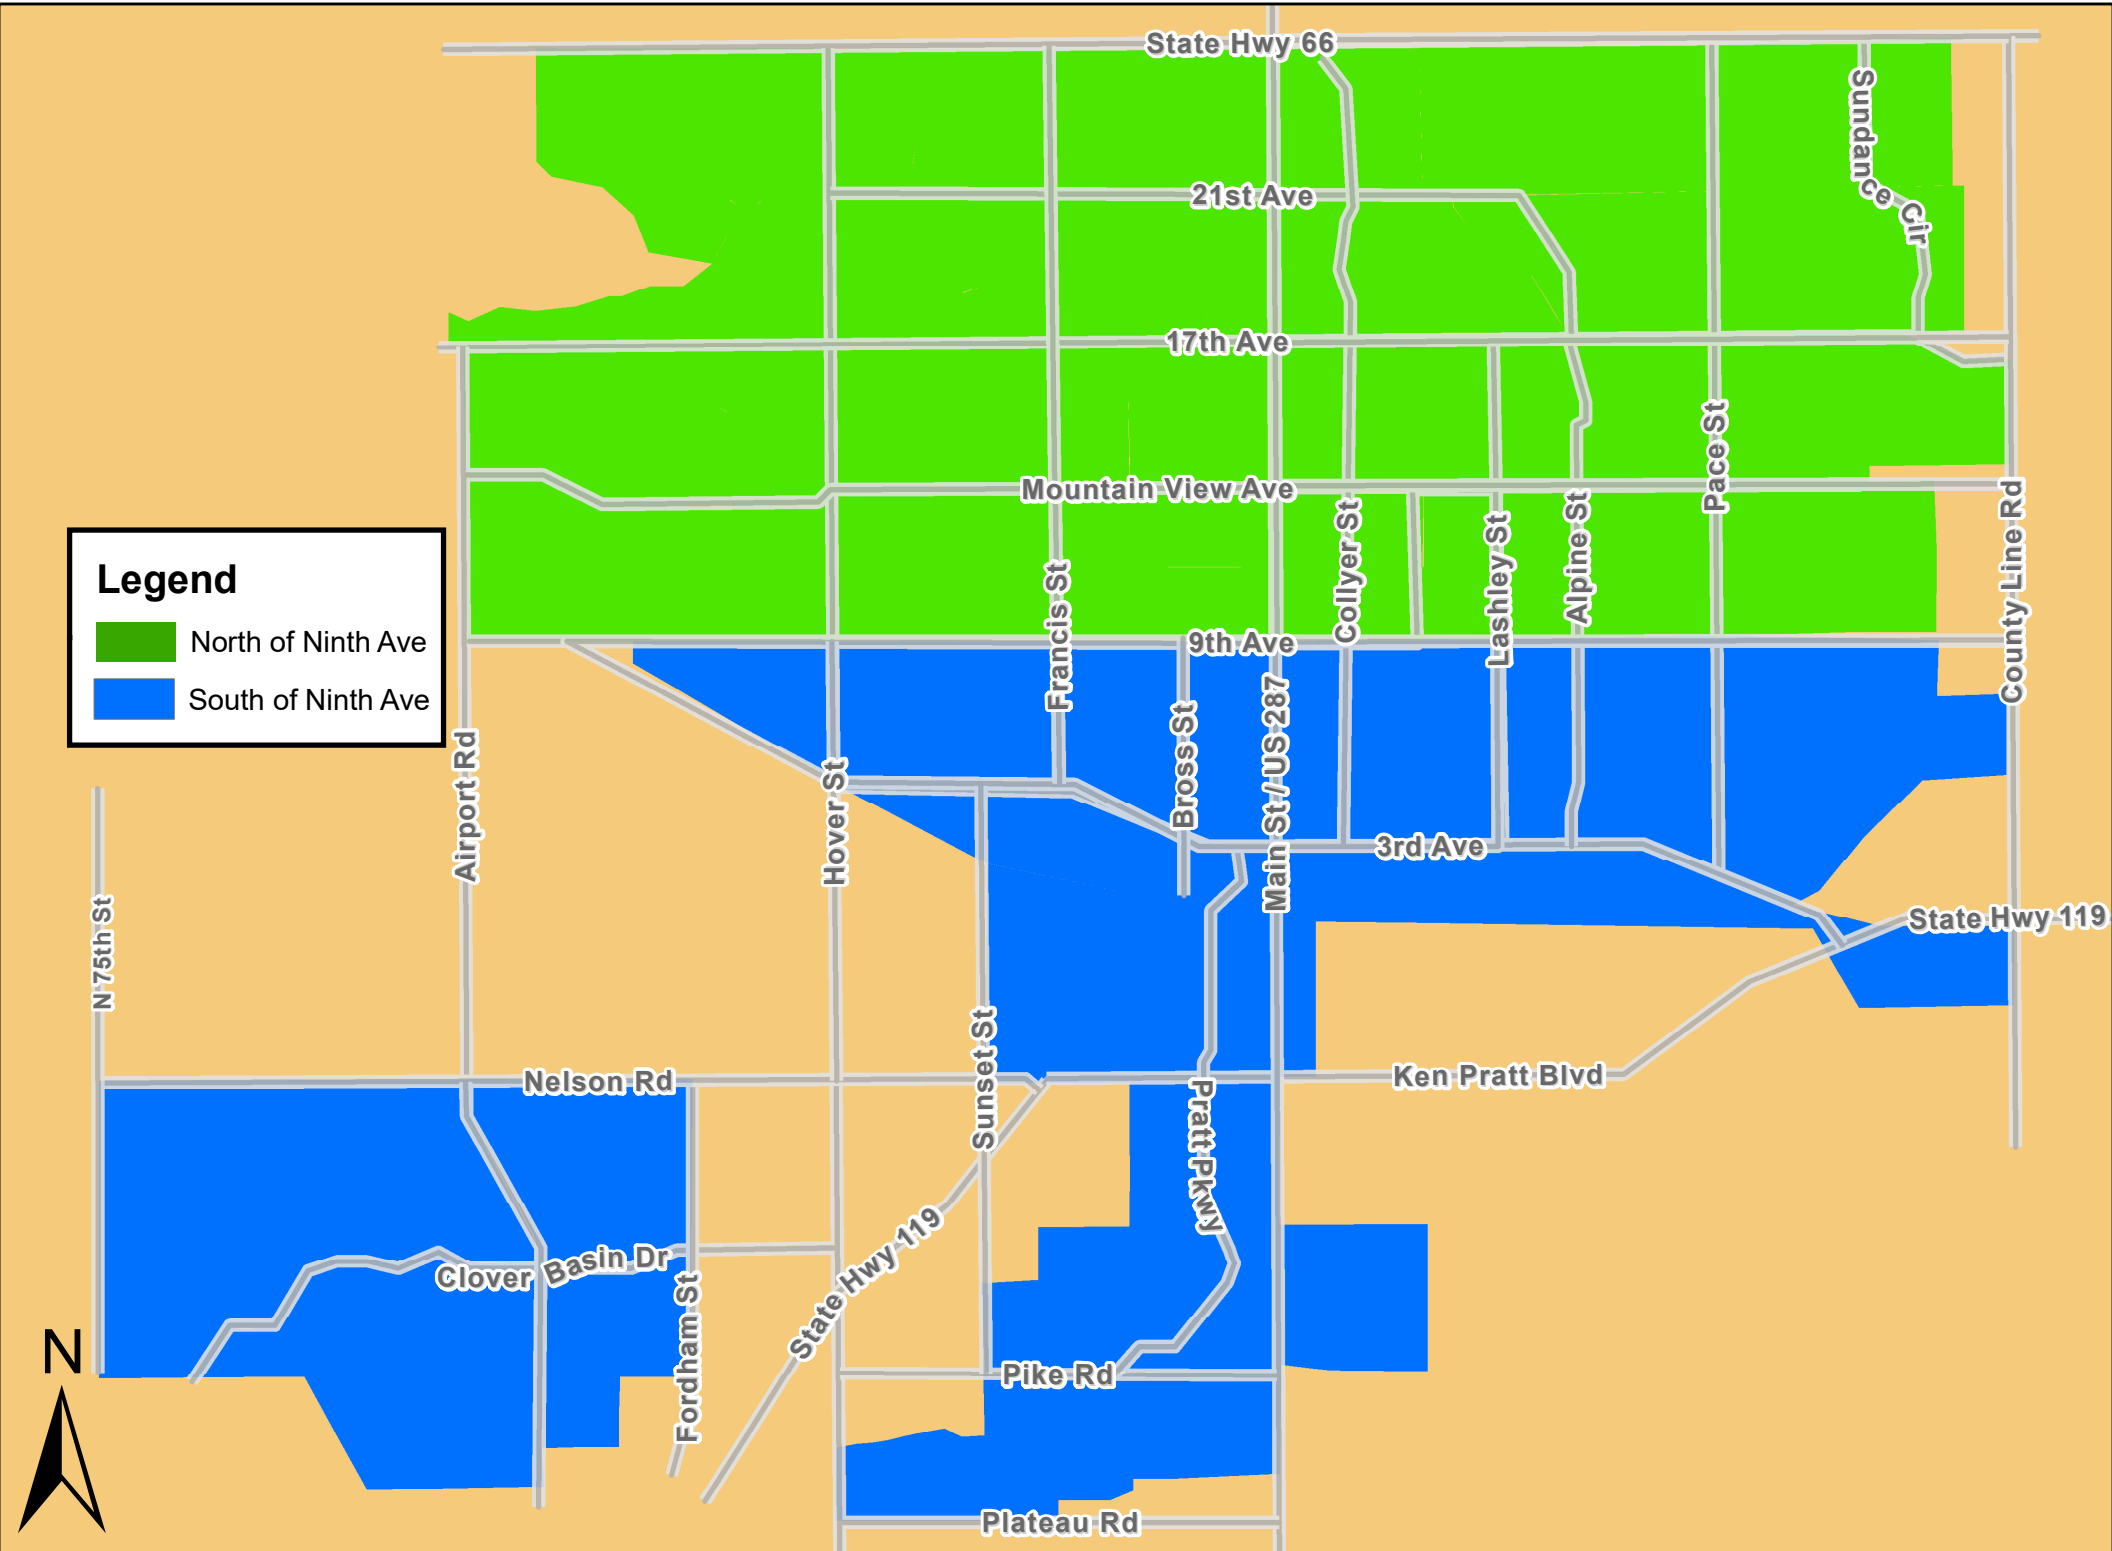 State Hwy 66
Sundance Cir
21st Ave
17th Ave
Pace St
Mountain View Ave
County Line Rd
Collyer St
Lashley St
Alpine St
Legend
North of Ninth Ave
South of Ninth Ave
Francis St
9th Ave
Main St / US 287
Bross St
Airport Rd
Hover St
3rd Ave
N 75th St
State Hwy 119
Sunset St
Nelson Rd
Ken Pratt Blvd
Pratt Pkwy
State Hwy 119
Clover Basin Dr
Fordham St
N
Pike Rd
Plateau Rd